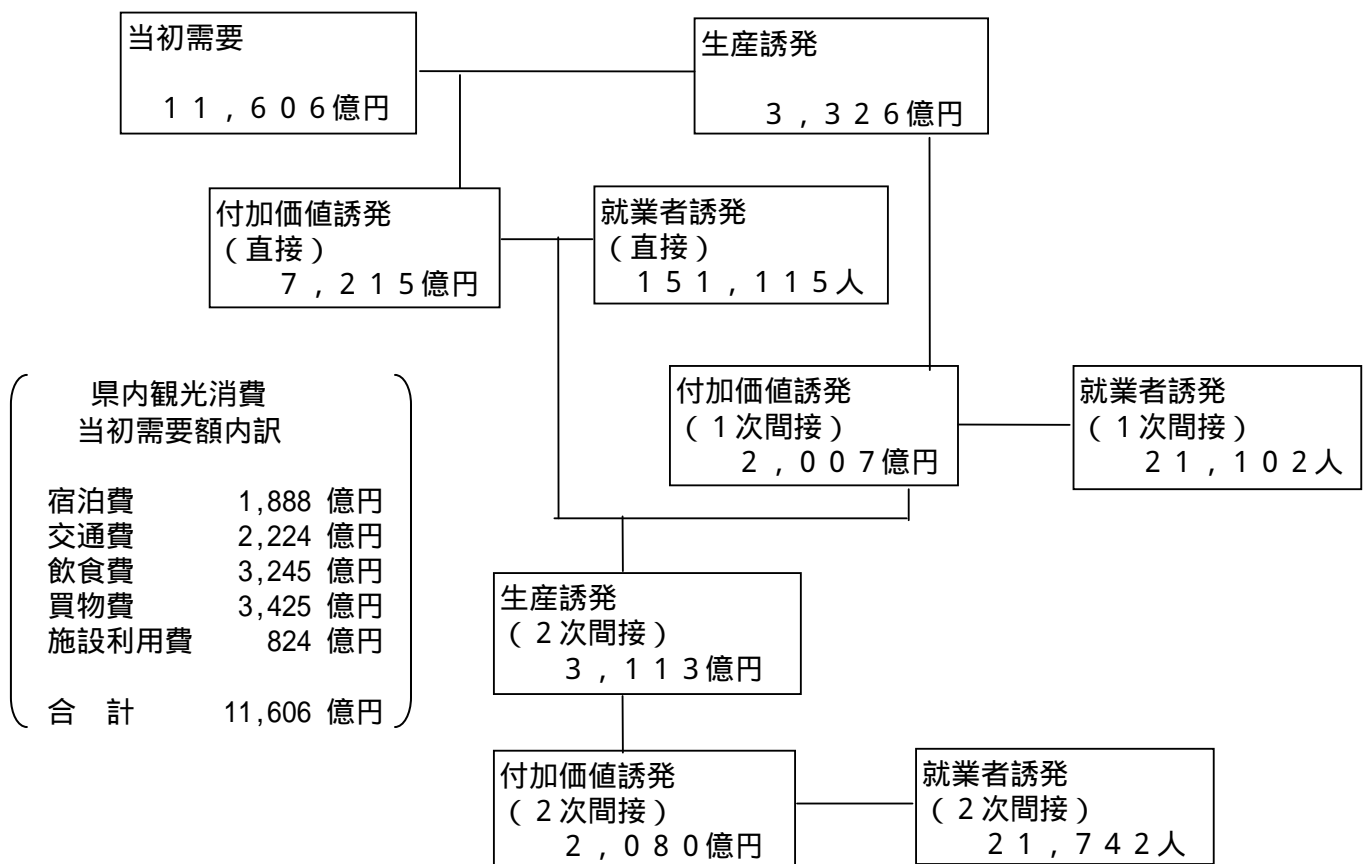 当初需要
11,606億円
生産誘発
3,326億円
付加価値誘発
(直接)
7,215億円
就業者誘発
(直接)
151,115人
県内観光消費
当初需要額内訳
宿泊費 1,888 億円
交通費 2,224 億円
飲食費 3,245 億円
買物費 3,425 億円
施設利用費 824 億円
合 計 11,606 億円
付加価値誘発
(1次間接)
2,007億円
就業者誘発
(1次間接)
21,102人
生産誘発
(2次間接)
3,113億円
付加価値誘発
(2次間接)
2,080億円
就業者誘発
(2次間接)
21,742人